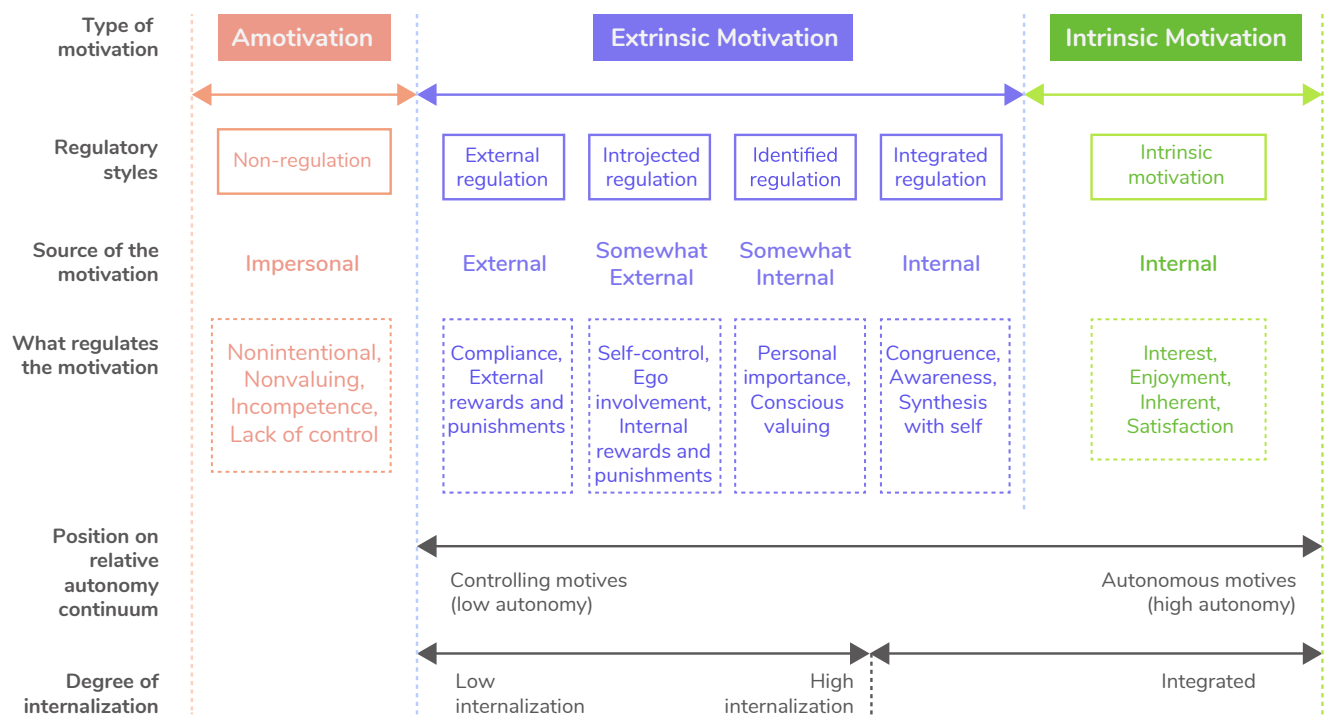 Type of
motivation
Amotivation
Extrinsic Motivation
Intrinsic Motivation
Regulatory
styles
Non-regulation
External
regulation
Introjected
regulation
Identified
regulation
Integrated
regulation
Intrinsic
motivation
Source of the
motivation
Impersonal
External
Somewhat
External
Somewhat
Internal
Internal
Internal
What regulates
the motivation
Nonintentional,
Nonvaluing,
Incompetence,
Lack of control
Compliance,
External
rewards and
punishments
Self-control,
Ego
involvement,
Internal
rewards and
punishments
Personal
importance,
Conscious
valuing
Congruence,
Awareness,
Synthesis
with self
Interest,
Enjoyment,
Inherent,
Satisfaction
Position on
relative
autonomy
continuum
Controlling motives
(low autonomy)
Autonomous motives
(high autonomy)
Degree of
internalization
Low
internalization
High
internalization
Integrated